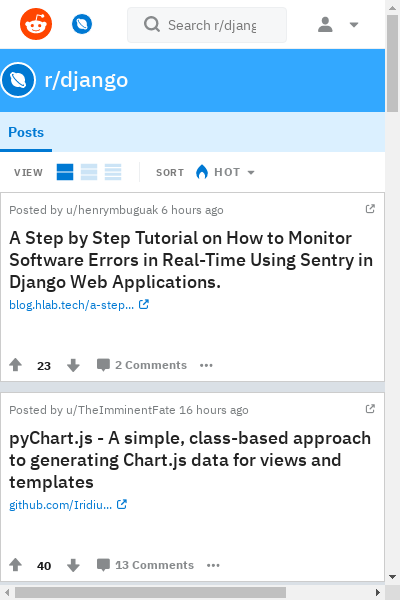 Search r/djang
r/django
Posts
VIEW
SORT
HOT
Posted by u/henrymbuguak 6 hours ago
A Step by Step Tutorial on How to Monitor
Software Errors in Real-Time Using Sentry in
Django Web Applications.
blog.hlab.tech/a-step...
23
2 Comments
Posted by u/TheImminentFate 16 hours ago
pyChart.js - A simple, class-based approach
to generating Chart.js data for views and
templates
github.com/Iridiu...
40
13 Comments